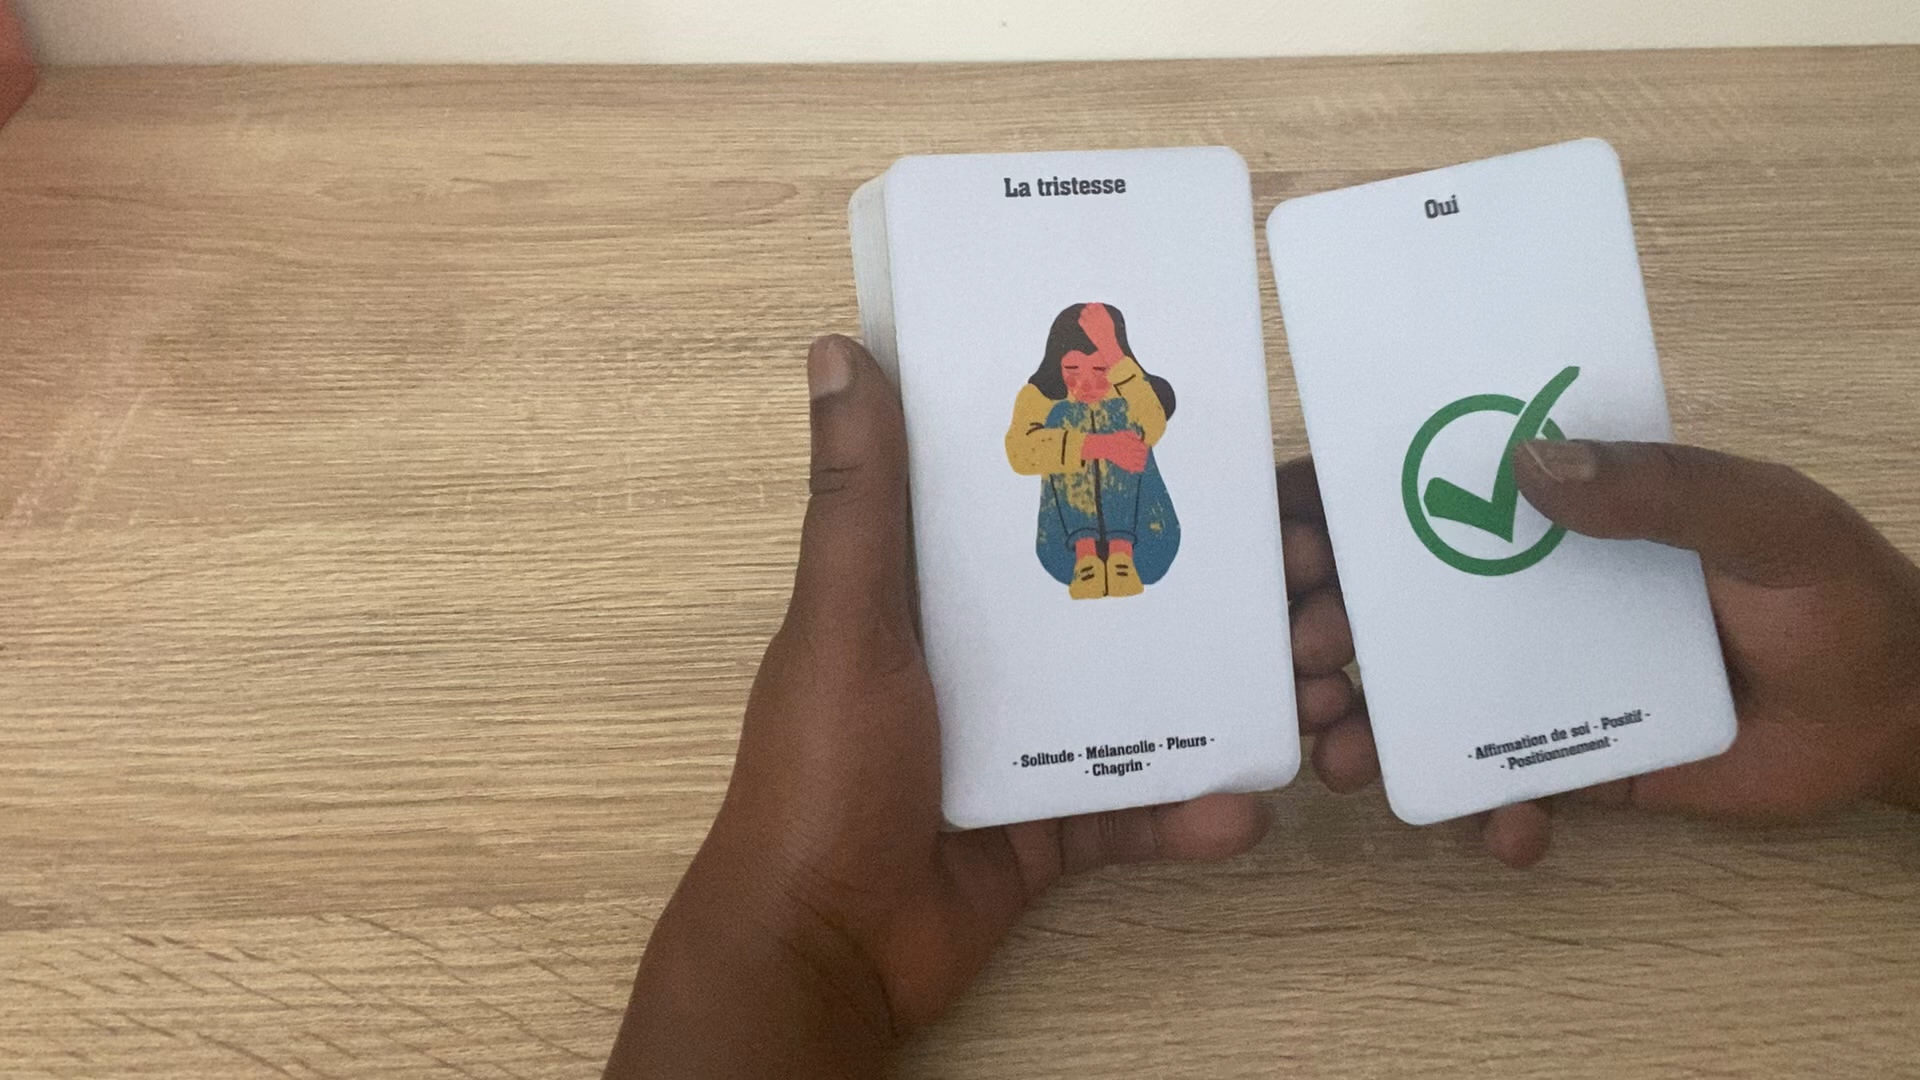 La tristesse
- Solitude - Mélancolie - Pleurs -
- Chagrin -
Oui
- Affirmation de soi - Positif -
- Positionnement -